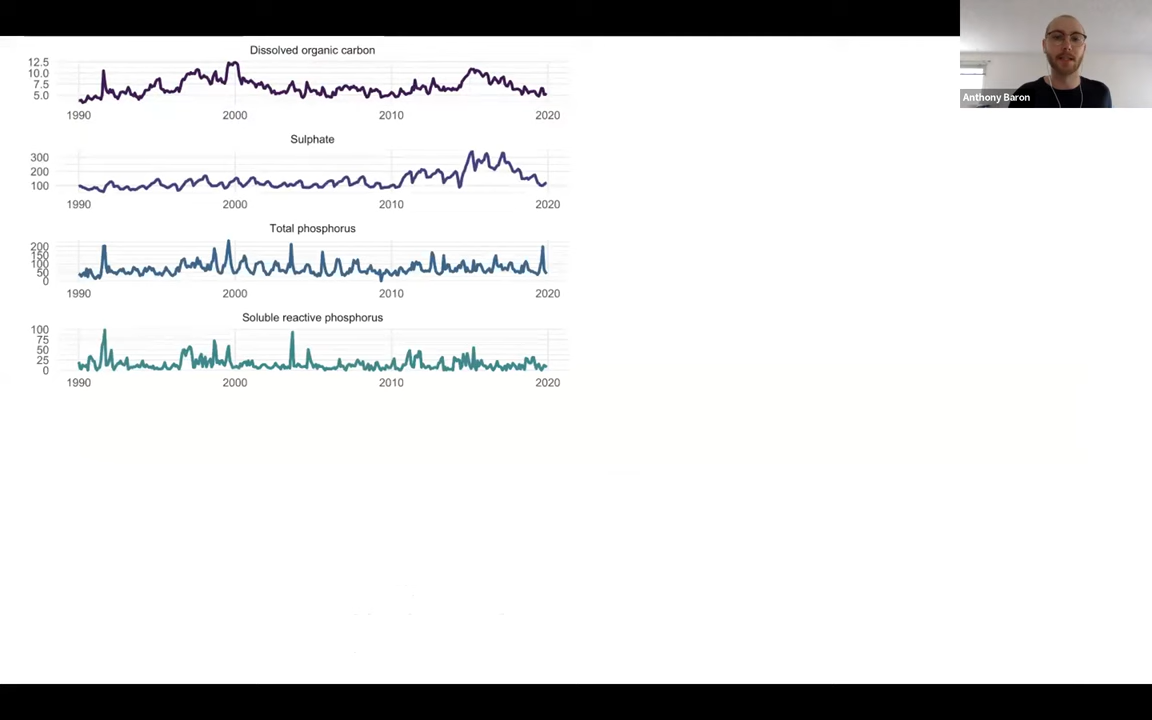 Dissolved organic carbon
12.5
10.0
7.5
5.0
1990 2000 2010 2020
Sulphate
300
200
100
1990 2000 2010 2020
Total phosphorus
200
150
100
50
0
1990 2000 2010 2020
Soluble reactive phosphorus
100
75
50
25
0
1990 2000 2010 2020
Anthony Baron